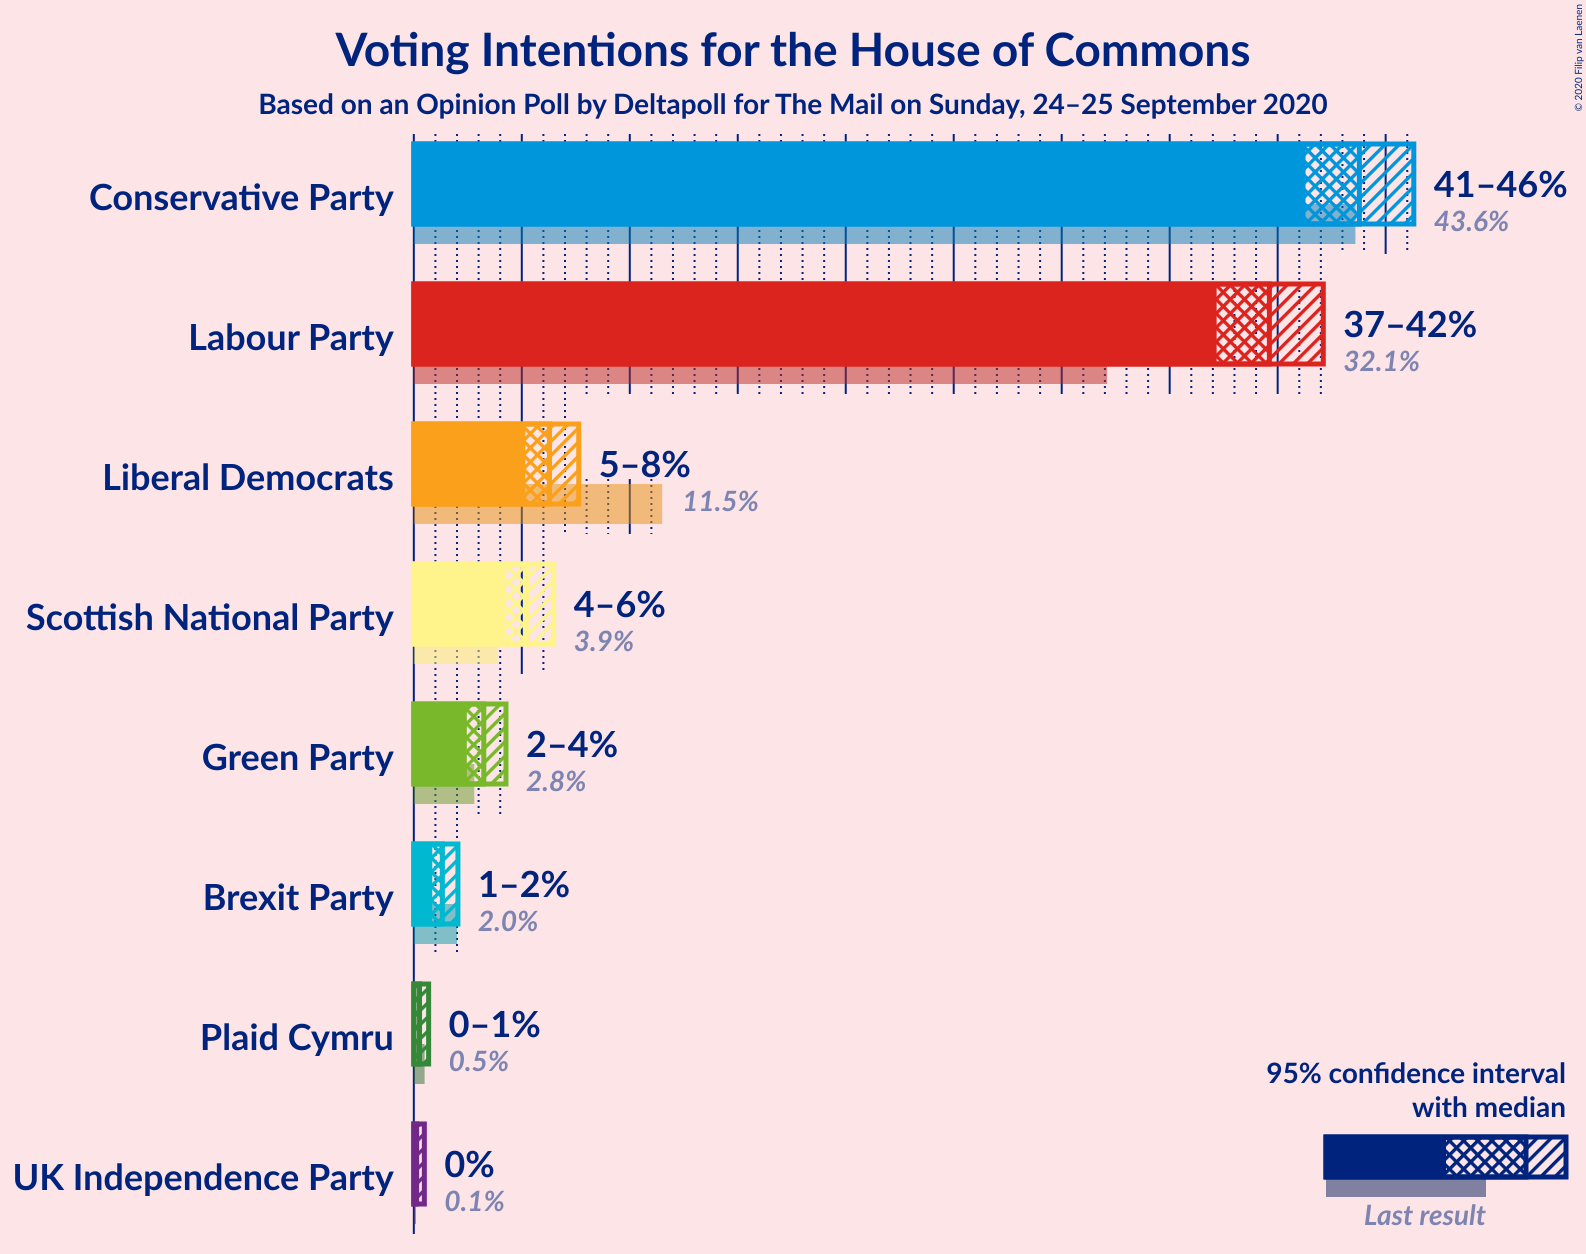 Voting Intentions for the House of Commons
Based on an Opinion Poll by Deltapoll for The Mail on Sunday, 24–25 September 2020
© 2020 Filip van Laenen
Conservative Party
41–46%
43.6%
Labour Party
37–42%
32.1%
Liberal Democrats
5–8%
11.5%
Scottish National Party
4–6%
3.9%
Green Party
2–4%
2.8%
Brexit Party
1–2%
2.0%
Plaid Cymru
0–1%
0.5%
UK Independence Party
0%
0.1%
95% confidence interval
with median
Last result